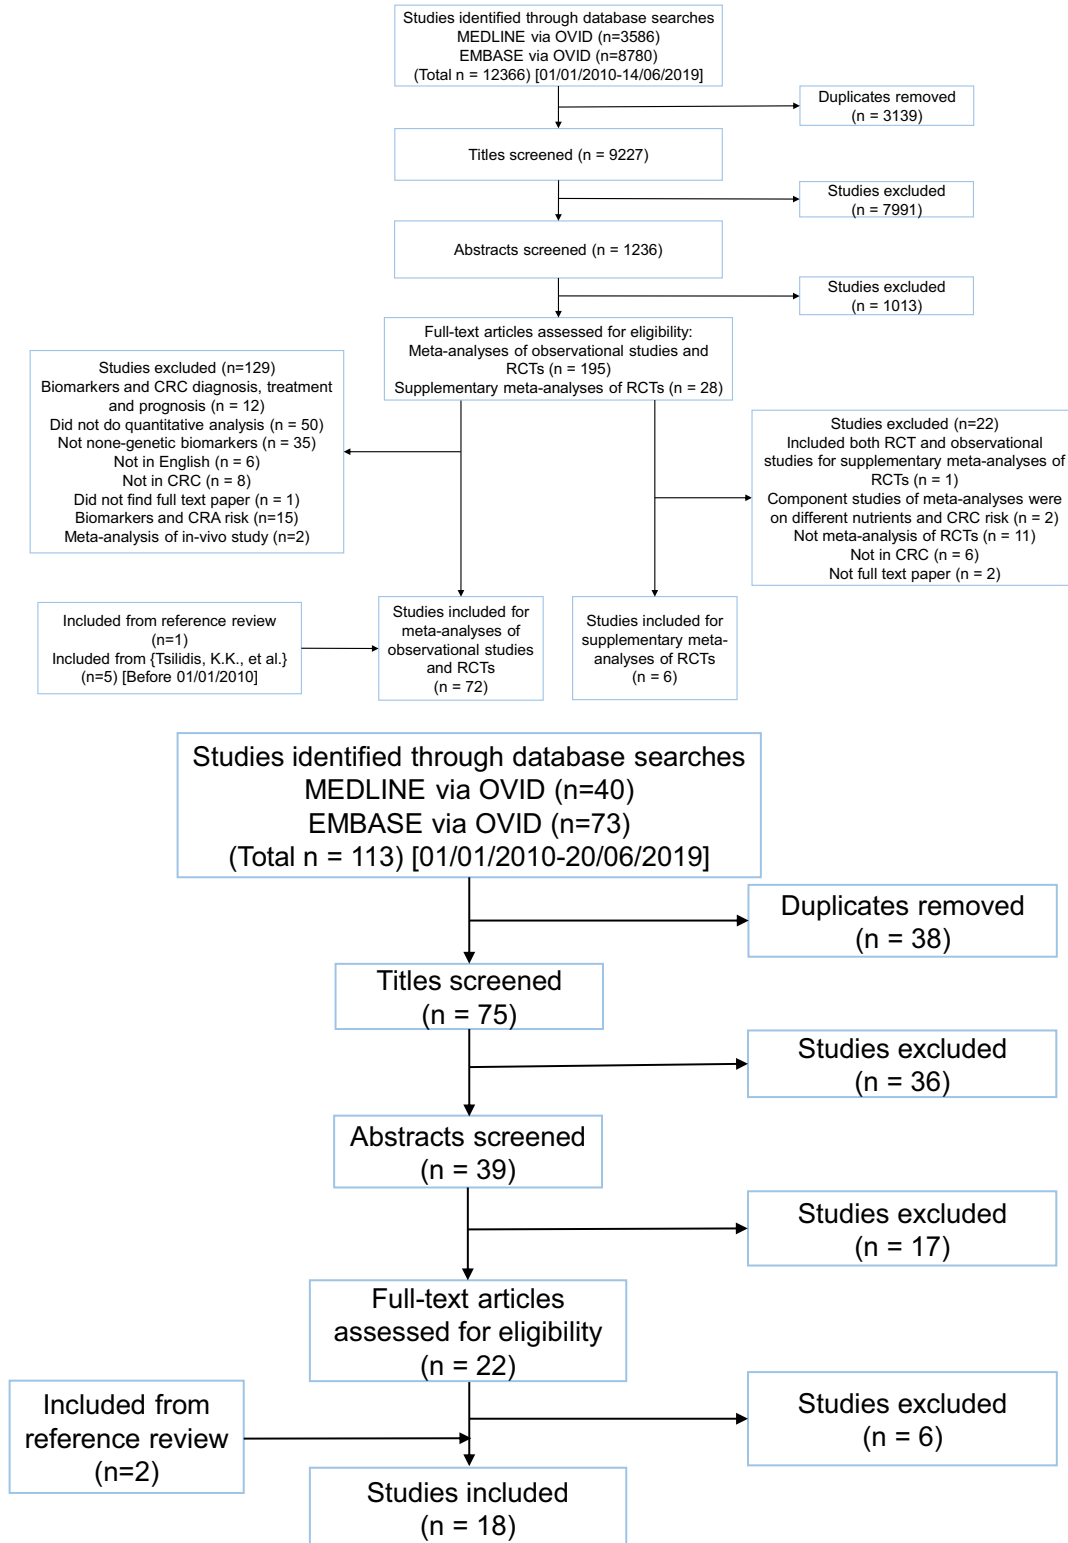 Studies identified through database searches
MEDLINE via OVID (n=3586)
EMBASE via OVID (n=8780)
(Total n = 12366) [01/01/2010-14/06/2019]
Duplicates removed
(n = 3139)
Titles screened (n = 9227)
Studies excluded
(n = 7991)
Abstracts screened (n = 1236)
Studies excluded
(n = 1013)
Full-text articles assessed for eligibility:
Meta-analyses of observational studies and
RCTs (n = 195)
Supplementary meta-analyses of RCTs (n = 28)
Studies excluded (n=129)
Biomarkers and CRC diagnosis, treatment
and prognosis (n = 12)
Did not do quantitative analysis (n = 50)
Not none-genetic biomarkers (n = 35)
Not in English (n = 6)
Not in CRC (n = 8)
Did not find full text paper (n = 1)
Biomarkers and CRA risk (n=15)
Meta-analysis of in-vivo study (n=2)
Studies excluded (n=22)
Included both RCT and observational
studies for supplementary meta-analyses of
RCTs (n = 1)
Component studies of meta-analyses were
on different nutrients and CRC risk (n = 2)
Not meta-analysis of RCTs (n = 11)
Not in CRC (n = 6)
Not full text paper (n = 2)
Included from reference review
(n=1)
Included from {Tsilidis, K.K., et al.}
(n=5) [Before 01/01/2010]
Studies included for
meta-analyses of
observational studies
and RCTs
(n = 72)
Studies included for
supplementary meta-
analyses of RCTs
(n = 6)
Studies identified through database searches
MEDLINE via OVID (n=40)
EMBASE via OVID (n=73)
(Total n = 113) [01/01/2010-20/06/2019]
Duplicates removed
(n = 38)
Titles screened
(n = 75)
Studies excluded
(n = 36)
Abstracts screened
(n = 39)
Studies excluded
(n = 17)
Full-text articles
assessed for eligibility
(n = 22)
Included from
reference review
(n=2)
Studies excluded
(n = 6)
Studies included
(n = 18)